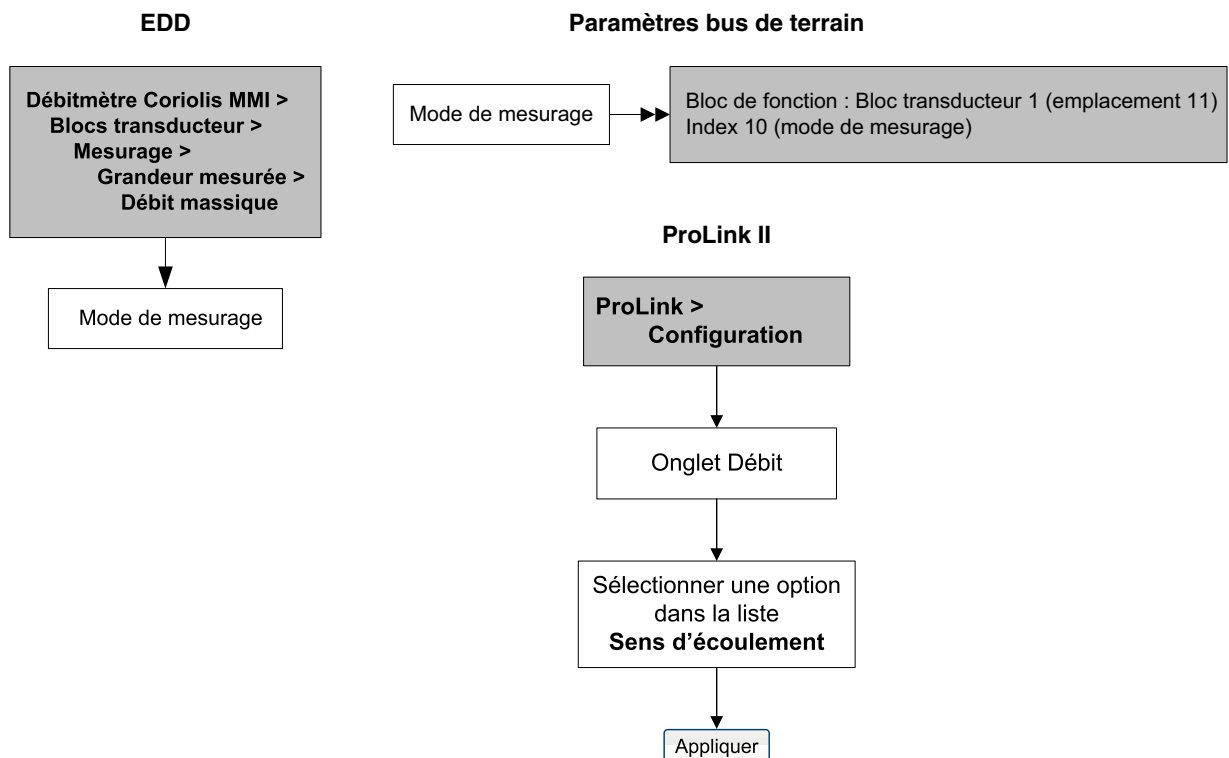 EDD
Débitmètre Coriolis MMI >
Blocs transducteur >
Mesurage >
Grandeur mesurée >
Débit massique
Mode de mesurage
Paramètres bus de terrain
Mode de mesurage
Bloc de fonction : Bloc transducteur 1 (emplacement 11)
Index 10 (mode de mesurage)
ProLink II
ProLink >
Configuration
Onglet Débit
Sélectionner une option
dans la liste
Sens d’écoulement
Appliquer